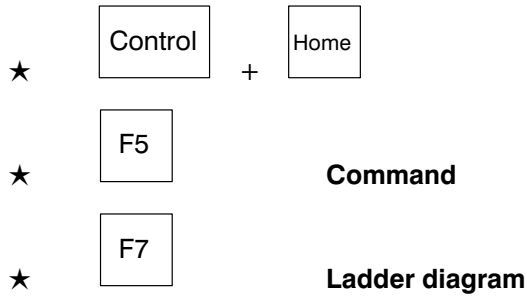 ★ Control + Home
★ F5 Command
★ F7 Ladder diagram